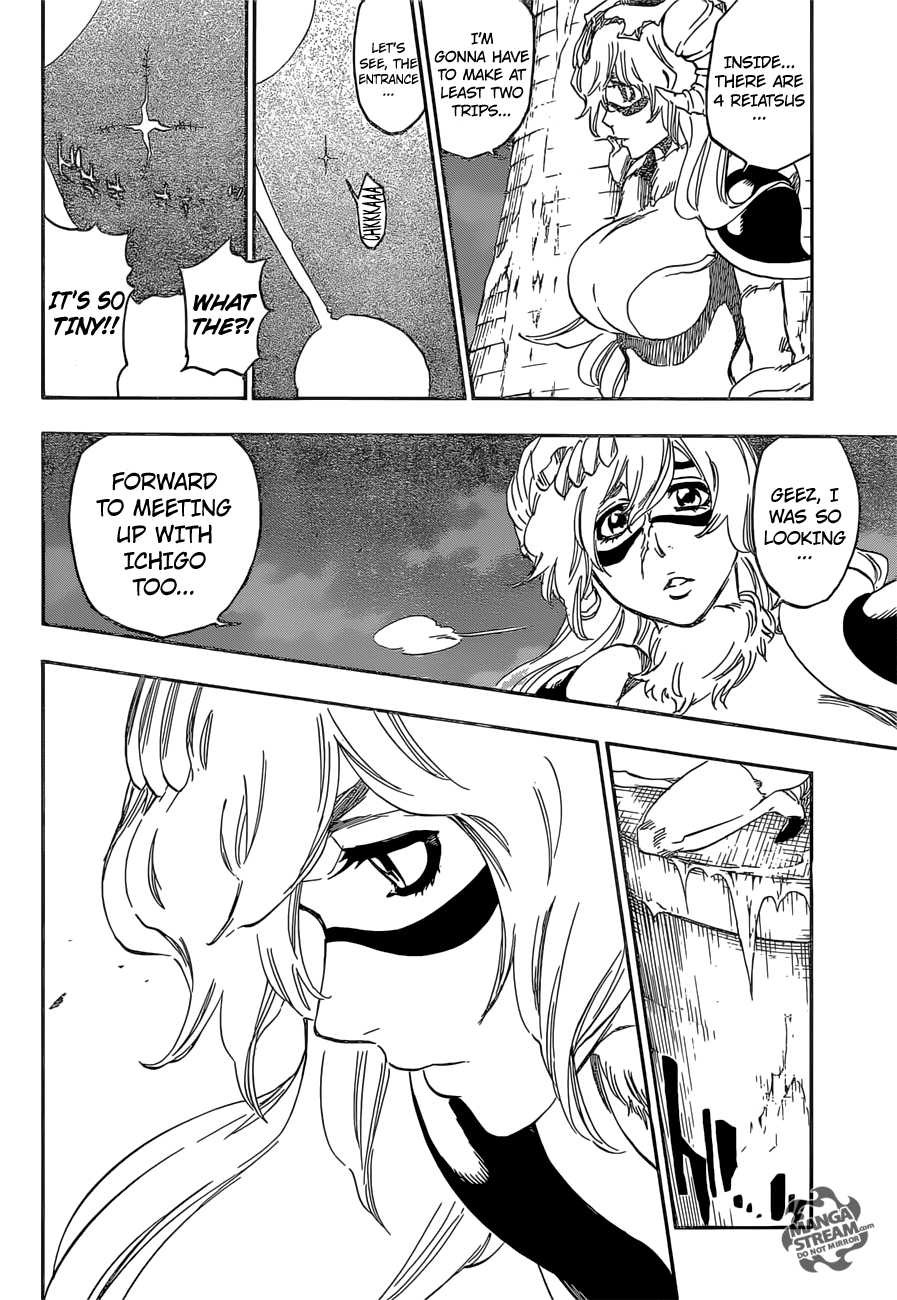 INSIDE...
THERE ARE
4 REIATSUS
...
I'M
GONNA HAVE
TO MAKE AT
LEAST TWO
TRIPS...
LET'S
SEE, THE
ENTRANCE
...
OHKKKAAA
WHAT
THE?!
IT'S SO
TINY!!
GEEZ, I
WAS SO
LOOKING
...
FORWARD
TO MEETING
UP WITH
ICHIGO
TOO...
MANGA
STREAM.com
DO NOT MIRROR